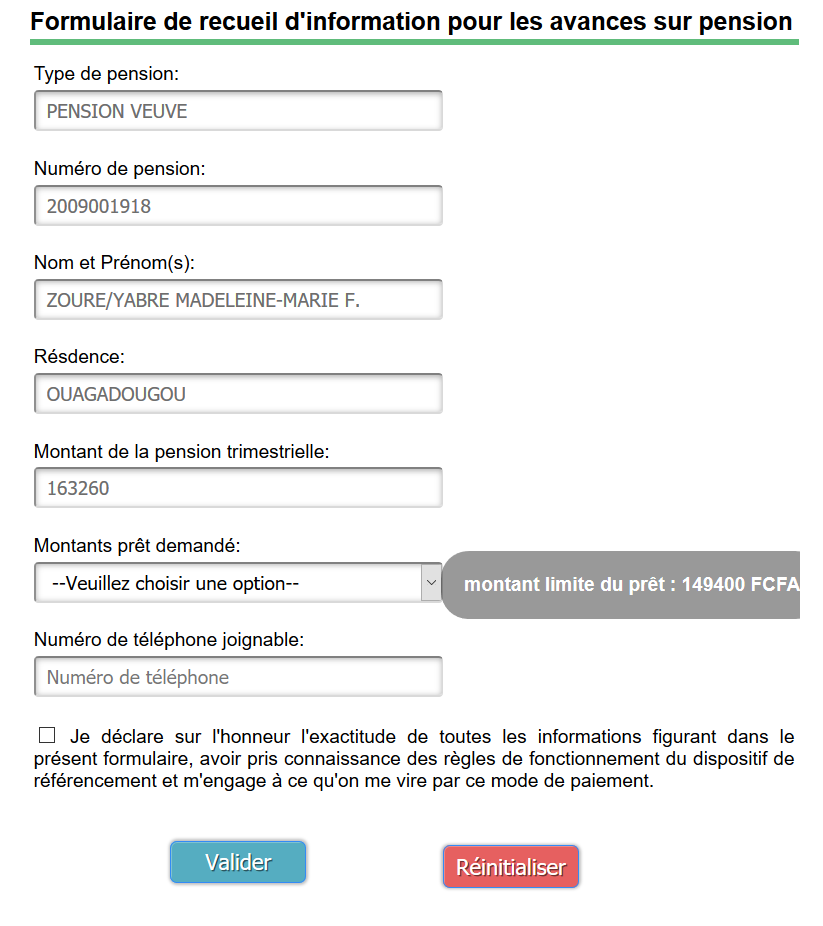 Formulaire de recueil d'information pour les avances sur pension
Type de pension:
PENSION VEUVE
Numéro de pension:
2009001918
Nom et Prénom(s):
ZOURE/YABRE MADELEINE-MARIE F.
Résdence:
OUAGADOUGOU
Montant de la pension trimestrielle:
163260
Montants prêt demandé:
--Veuillez choisir une option--
montant limite du prêt : 149400 FCFA
Numéro de téléphone joignable:
Numéro de téléphone
Je déclare sur l'honneur l'exactitude de toutes les informations figurant dans le
présent formulaire, avoir pris connaissance des règles de fonctionnement du dispositif de
référencement et m'engage à ce qu'on me vire par ce mode de paiement.
Valider
Réinitialiser